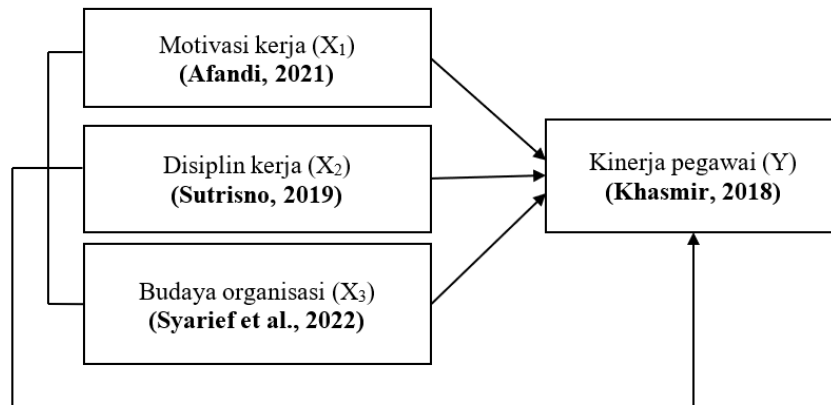 Motivasi kerja (X₁)
(Afandi, 2021)
Disiplin kerja (X₂)
(Sutrisno, 2019)
Budaya organisasi (X₃)
(Syarief et al., 2022)
Kinerja pegawai (Y)
(Khasmir, 2018)